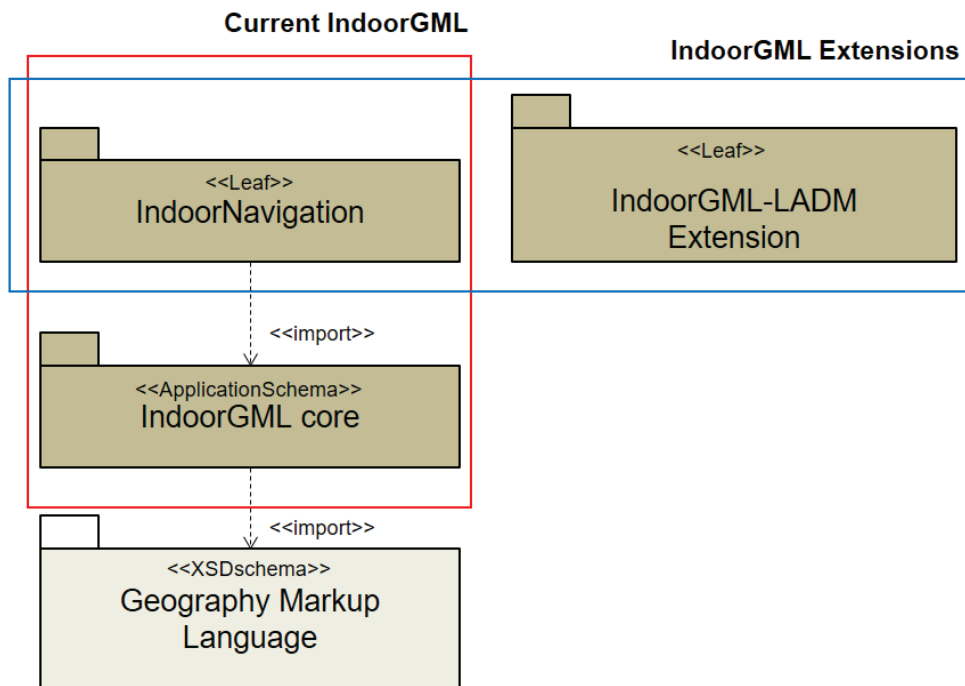 Current IndoorGML
IndoorGML Extensions
<<Leaf>>
IndoorNavigation
<<Leaf>>
IndoorGML-LADM
Extension
<<import>>
<<ApplicationSchema>>
IndoorGML core
<<import>>
<<XSDschema>>
Geography Markup
Language